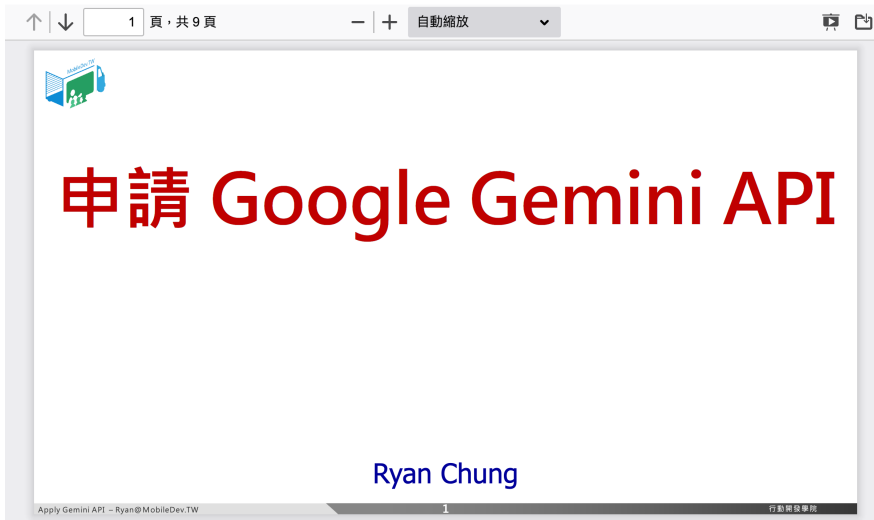 1 頁，共 9 頁
自動縮放
MobileDev.TW
申請 Google Gemini API
Ryan Chung
Apply Gemini API – Ryan@MobileDev.TW
1
行動開發學院